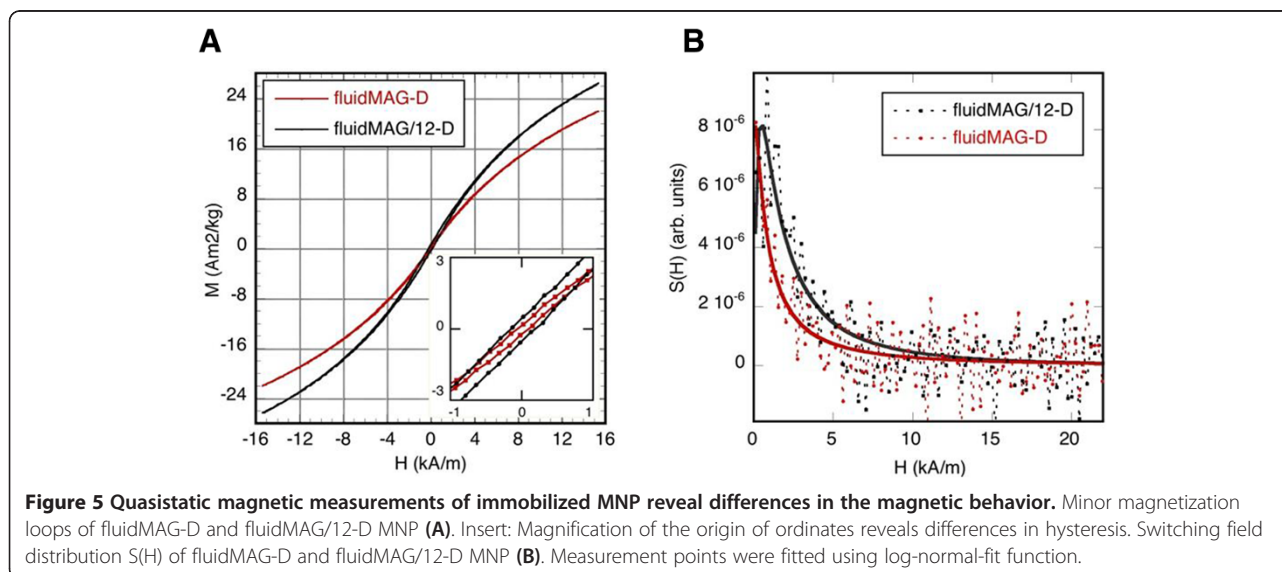 A
B
fluidMAG-D
fluidMAG/12-D
24
16
8
0
-8
-16
-24
M (Am2/kg)
-16 -12 -8 -4 0 4 8 12 16
H (kA/m)
3
0
-3
-1 0 1
fluidMAG/12-D
fluidMAG-D
8 10-6
6 10-6
4 10-6
2 10-6
0
S(H) (arb. units)
0 5 10 15 20
H (kA/m)
Figure 5 Quasistatic magnetic measurements of immobilized MNP reveal differences in the magnetic behavior. Minor magnetization
loops of fluidMAG-D and fluidMAG/12-D MNP (A). Insert: Magnification of the origin of ordinates reveals differences in hysteresis. Switching field
distribution S(H) of fluidMAG-D and fluidMAG/12-D MNP (B). Measurement points were fitted using log-normal-fit function.